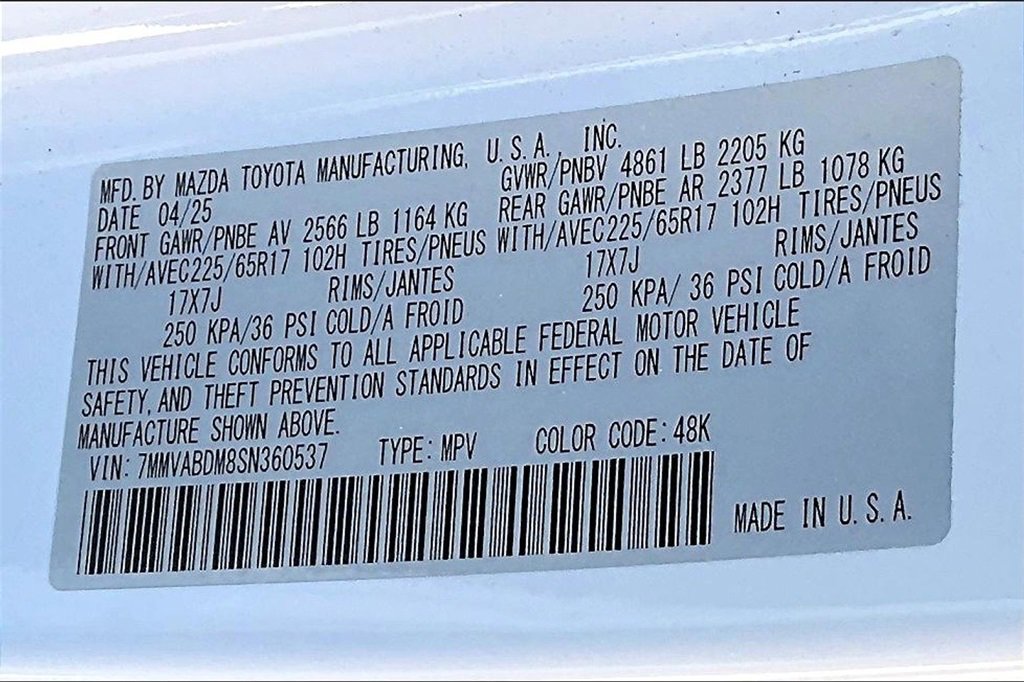 MFD. BY MAZDA TOYOTA MANUFACTURING, U.S.A., INC.
DATE 04/25 GVWR/PNBV 4861 LB 2205 KG
FRONT GAWR/PNBE AV 2566 LB 1164 KG REAR GAWR/PNBE AR 2377 LB 1078 KG
WITH/AVEC225/65R17 102H TIRES/PNEUS WITH/AVEC225/65R17 102H TIRES/PNEUS
17X7J RIMS/JANTES 17X7J RIMS/JANTES
250 KPA/36 PSI COLD/A FROID 250 KPA/ 36 PSI COLD/A FROID
THIS VEHICLE CONFORMS TO ALL APPLICABLE FEDERAL MOTOR VEHICLE
SAFETY, AND THEFT PREVENTION STANDARDS IN EFFECT ON THE DATE OF
MANUFACTURE SHOWN ABOVE.
VIN: 7MMVABDM8SN360537 TYPE: MPV COLOR CODE: 48K
MADE IN U.S.A.